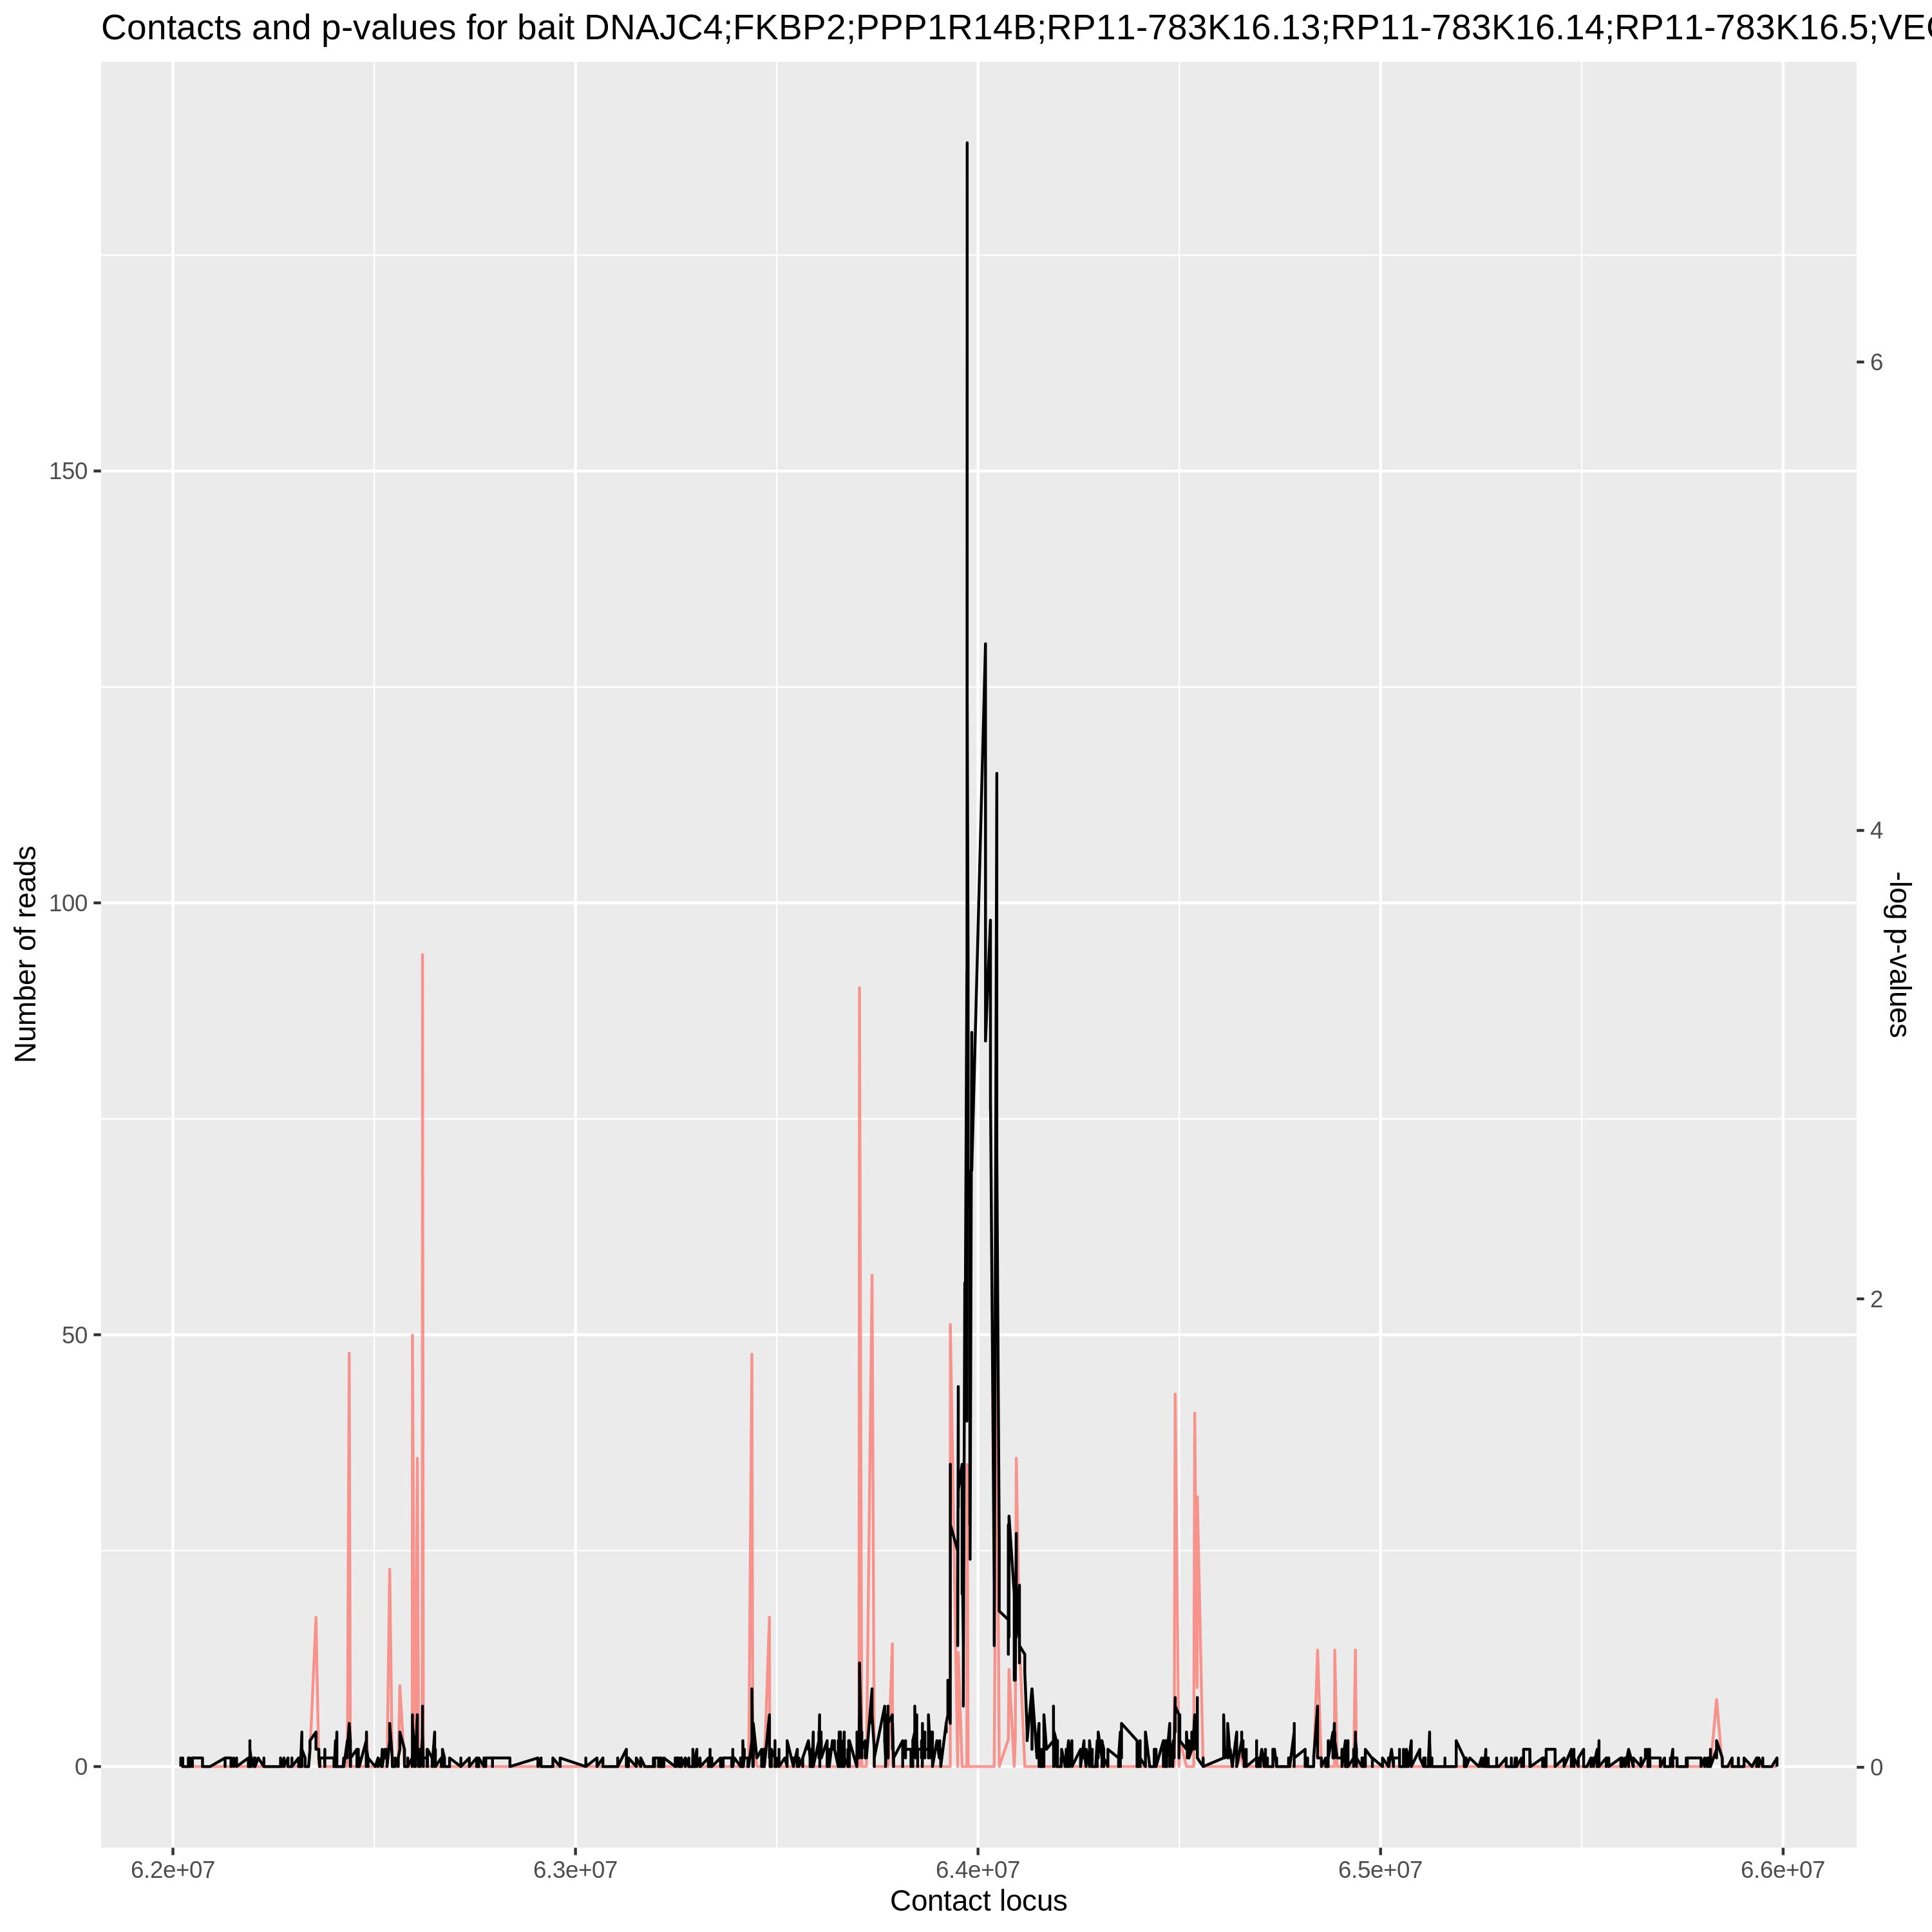 Contacts and p-values for bait DNAJC4;FKBP2;PPP1R14B;RP11-783K16.13;RP11-783K16.14;RP11-783K16.5;VEG
150
100
50
0
6
4
2
0
Number of reads
-log p-values
6.2e+07
6.3e+07
6.4e+07
6.5e+07
6.6e+07
Contact locus